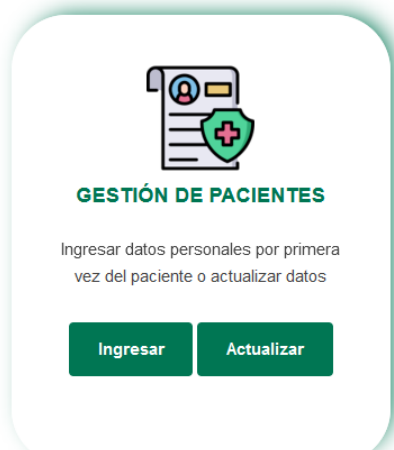 GESTIÓN DE PACIENTES
Ingresar datos personales por primera
vez del paciente o actualizar datos
Ingresar
Actualizar